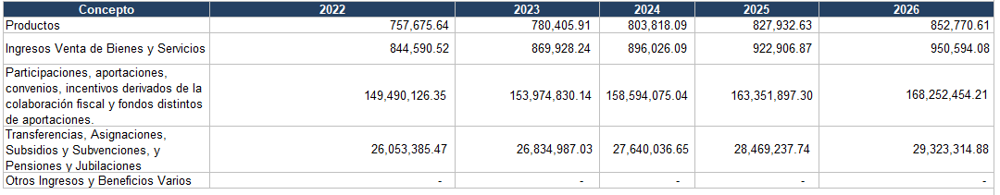 Concepto 2022 2023 2024 2025 2026
Productos 757,675.64 780,405.91 803,818.09 827,932.63 852,770.61
Ingresos Venta de Bienes y Servicios 844,590.52 869,928.24 896,026.09 922,906.87 950,594.08
Participaciones, aportaciones,
convenios, incentivos derivados de la
colaboración fiscal y fondos distintos
de aportaciones.
149,490,126.35 153,974,830.14 158,594,075.04 163,351,897.30 168,252,454.21
Transferencias, Asignaciones,
Subsidios y Subvenciones, y
Pensiones y Jubilaciones
26,053,385.47 26,834,987.03 27,640,036.65 28,469,237.74 29,323,314.88
Otros Ingresos y Beneficios Varios - - - - -